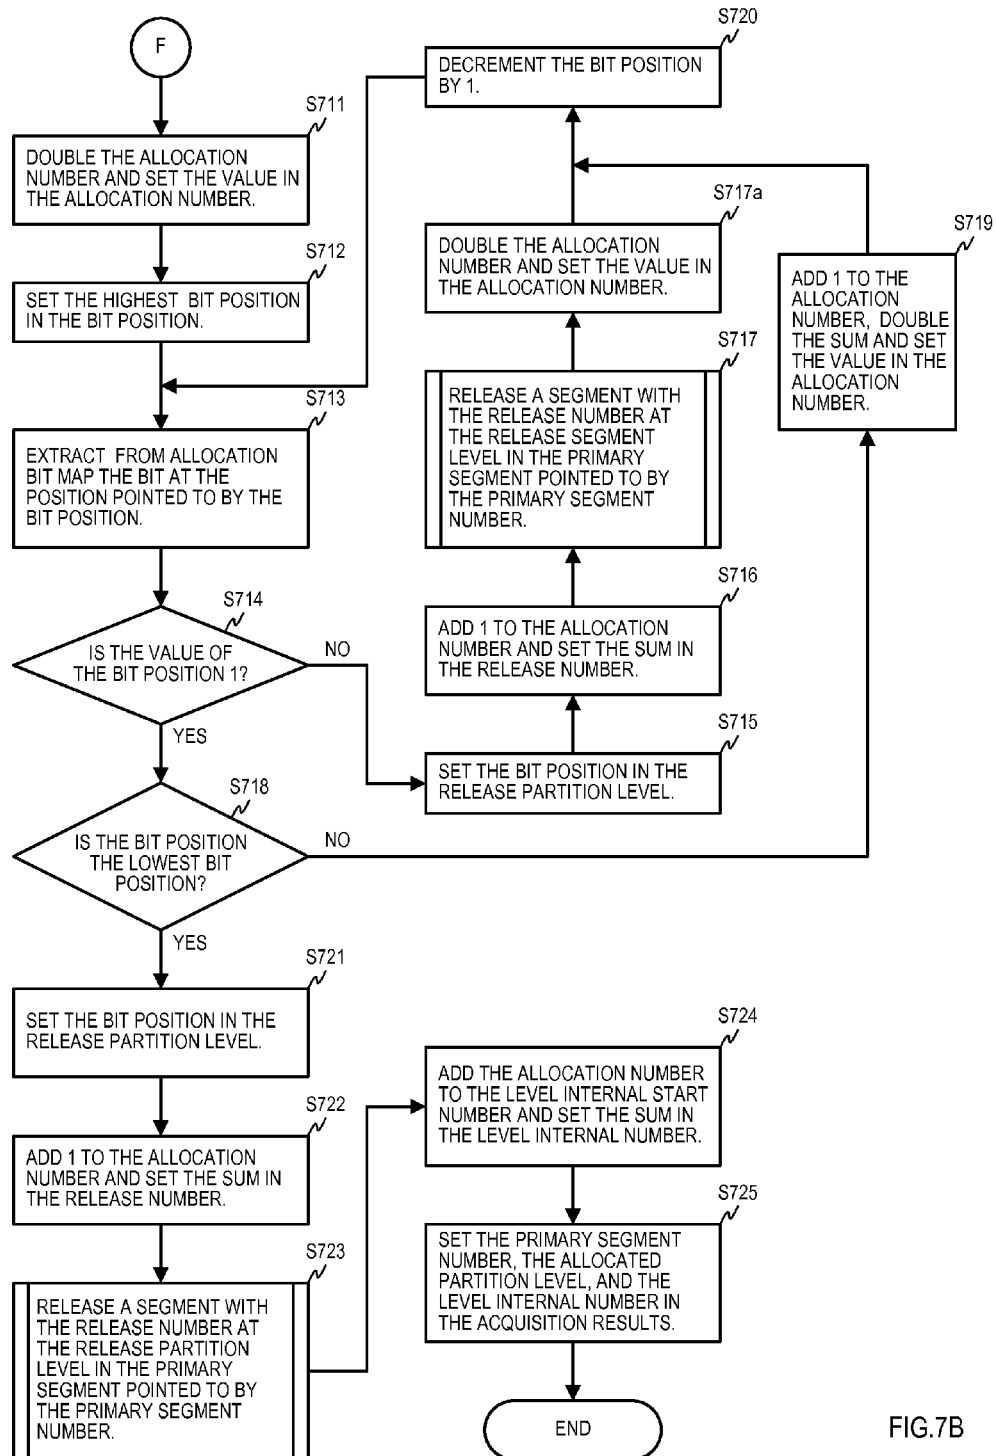 F
S711
DOUBLE THE ALLOCATION
NUMBER AND SET THE VALUE IN
THE ALLOCATION NUMBER.
S712
SET THE HIGHEST BIT POSITION
IN THE BIT POSITION.
S713
EXTRACT FROM ALLOCATION
BIT MAP THE BIT AT THE
POSITION POINTED TO BY THE
BIT POSITION.
S714
IS THE VALUE OF
THE BIT POSITION 1?
NO
YES
S718
IS THE BIT POSITION
THE LOWEST BIT
POSITION?
NO
YES
S721
SET THE BIT POSITION IN THE
RELEASE PARTITION LEVEL.
S722
ADD 1 TO THE ALLOCATION
NUMBER AND SET THE SUM IN
THE RELEASE NUMBER.
S723
RELEASE A SEGMENT WITH
THE RELEASE NUMBER AT
THE RELEASE PARTITION
LEVEL IN THE PRIMARY
SEGMENT POINTED TO BY
THE PRIMARY SEGMENT
NUMBER.
S720
DECREMENT THE BIT POSITION
BY 1.
S717a
DOUBLE THE ALLOCATION
NUMBER AND SET THE VALUE IN
THE ALLOCATION NUMBER.
S717
RELEASE A SEGMENT WITH
THE RELEASE NUMBER AT
THE RELEASE SEGMENT
LEVEL IN THE PRIMARY
SEGMENT POINTED TO BY
THE PRIMARY SEGMENT
NUMBER.
S716
ADD 1 TO THE ALLOCATION
NUMBER AND SET THE SUM
IN THE RELEASE NUMBER.
S715
SET THE BIT POSITION IN THE
RELEASE PARTITION LEVEL.
S719
ADD 1 TO THE
ALLOCATION
NUMBER, DOUBLE
THE SUM AND SET
THE VALUE IN THE
ALLOCATION
NUMBER.
S724
ADD THE ALLOCATION NUMBER
TO THE LEVEL INTERNAL START
NUMBER AND SET THE SUM IN
THE LEVEL INTERNAL NUMBER.
S725
SET THE PRIMARY SEGMENT
NUMBER, THE ALLOCATED
PARTITION LEVEL, AND THE
LEVEL INTERNAL NUMBER IN
THE ACQUISITION RESULTS.
END
FIG.7B